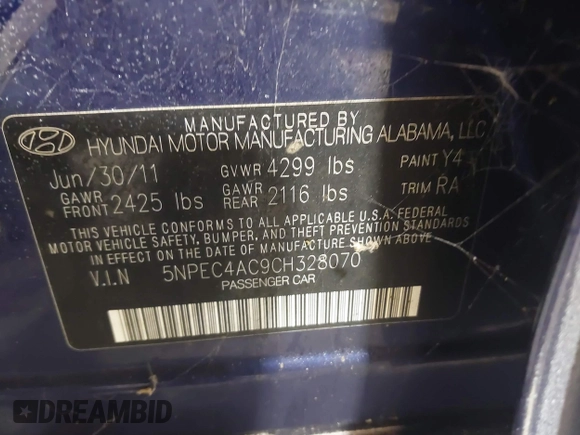 MANUFACTURED BY
HYUNDAI MOTOR MANUFACTURING ALABAMA, LLC
Jun/30/11 GVWR 4299 lbs PAINT Y4
GAWR FRONT 2425 lbs GAWR REAR 2116 lbs TRIM RA
THIS VEHICLE CONFORMS TO ALL APPLICABLE U.S.A. FEDERAL
MOTOR VEHICLE SAFETY, BUMPER, AND THEFT PREVENTION STANDARDS
IN EFFECT ON THE DATE OF MANUFACTURE SHOWN ABOVE
V.I.N 5NPEC4AC9CH328070
PASSENGER CAR
DREAMBID